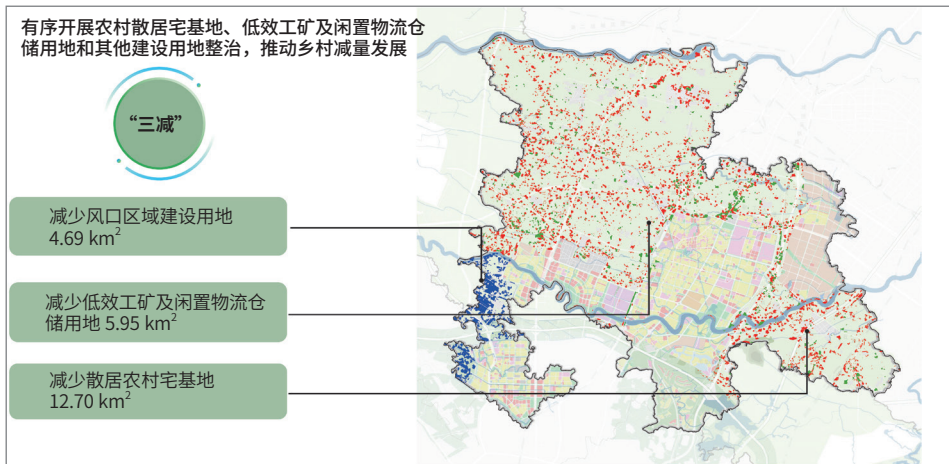 有序开展农村散居宅基地、低效工矿及闲置物流仓
储用地和其他建设用地整治，推动乡村减量发展
“三减”
减少风口区域建设用地
4.69 km²
减少低效工矿及闲置物流仓
储用地 5.95 km²
减少散居农村宅基地
12.70 km²